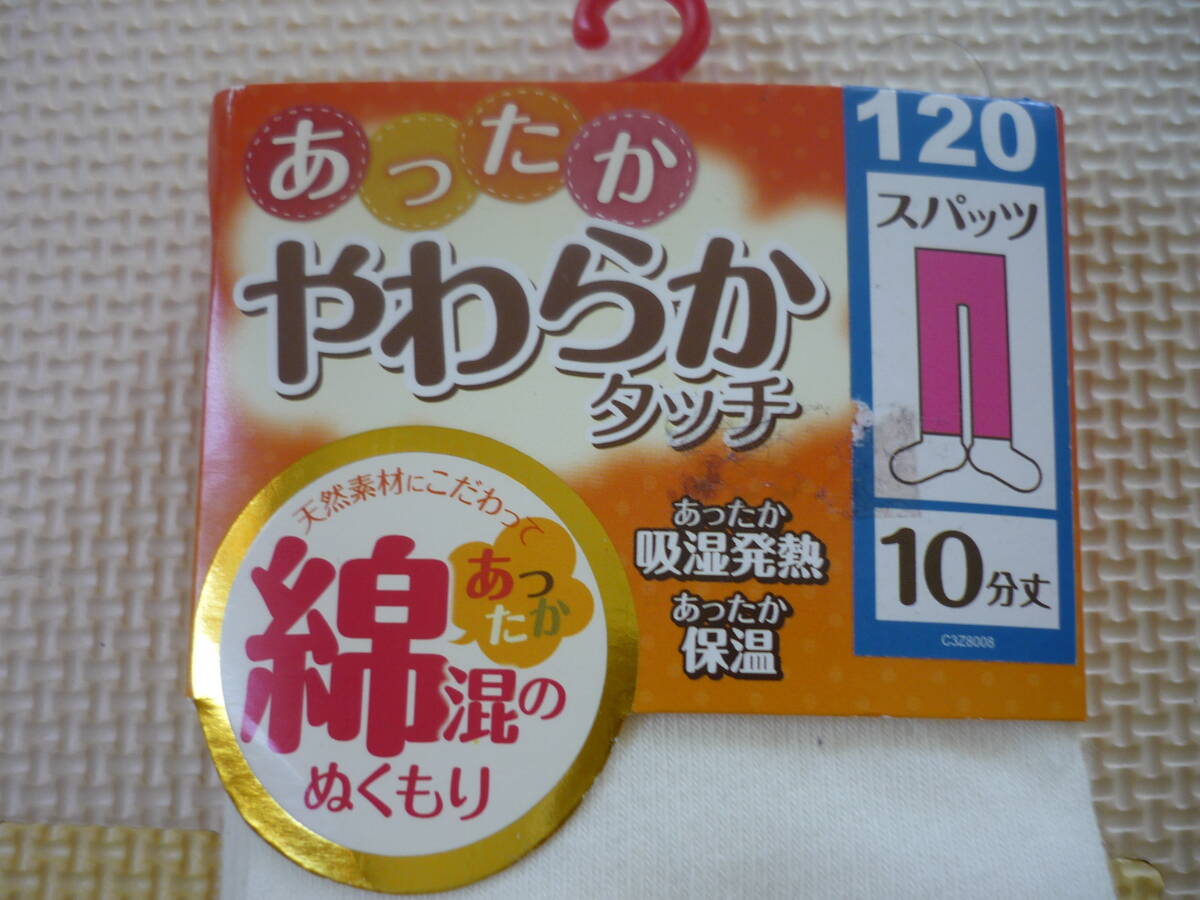 あったか
やわらか
タッチ
120
スパッツ
10分丈
C3Z8008
天然素材にこだわって
あったか
綿混の
ぬくもり
あったか
吸湿発熱
あったか
保温